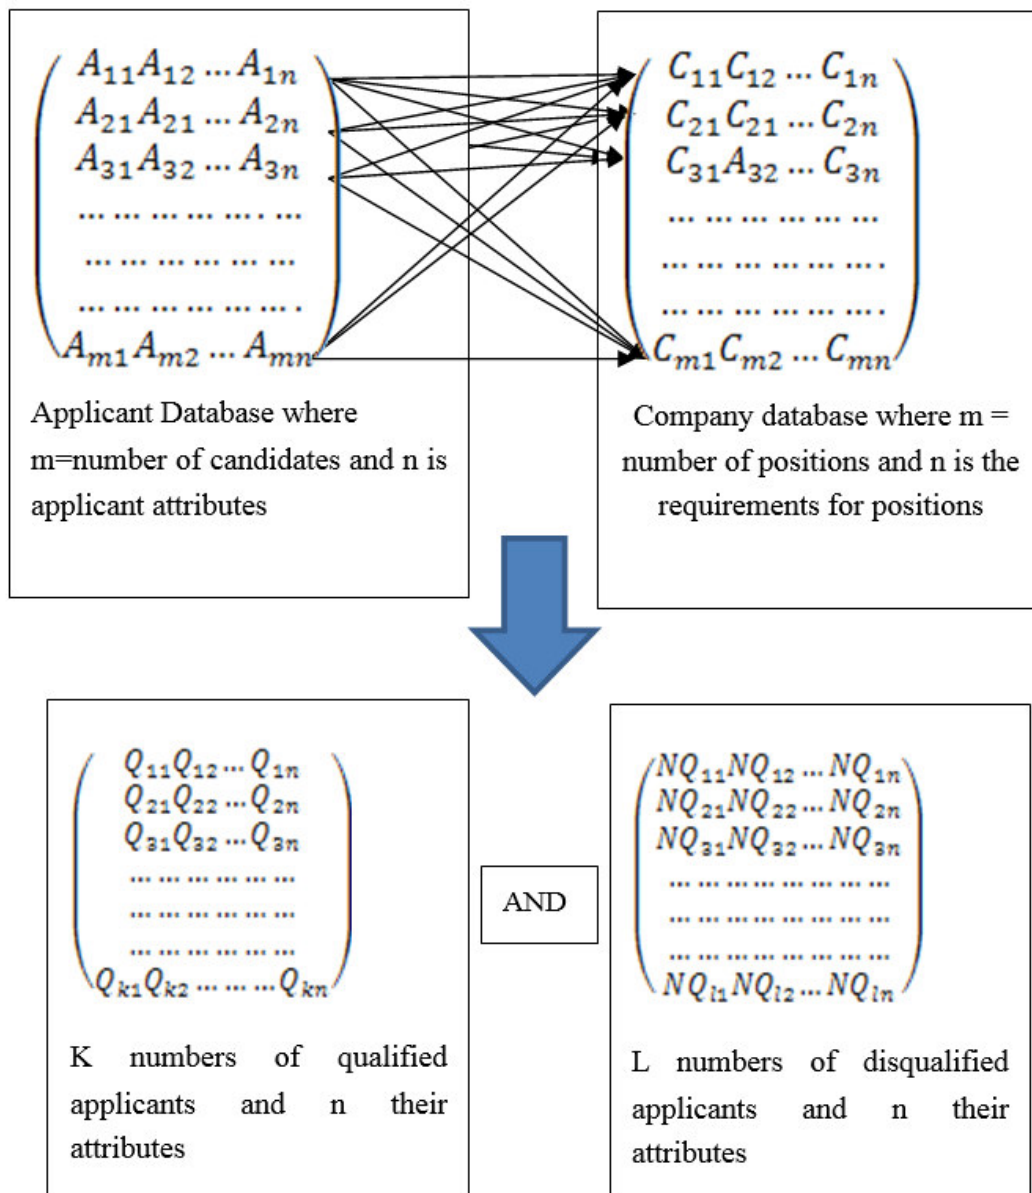 A₁₁A₁₂ … A₁ₙ
A₂₁A₂₁ … A₂ₙ
A₃₁A₃₂ … A₃ₙ
… … … … … . …
… … … … … …
… … … … … … .
Aₘ₁Aₘ₂ … Aₘₙ
Applicant Database where
m=number of candidates and n is
applicant attributes
C₁₁C₁₂ … C₁ₙ
C₂₁C₂₁ … C₂ₙ
C₃₁A₃₂ … C₃ₙ
… … … … … …
… … … … … … .
… … … … … … .
Cₘ₁Cₘ₂ … Cₘₙ
Company database where m =
number of positions and n is the
requirements for positions
Q₁₁Q₁₂ … Q₁ₙ
Q₂₁Q₂₂ … Q₂ₙ
Q₃₁Q₃₂ … Q₃ₙ
… … … … … …
… … … … … …
… … … … … …
Qₖ₁Qₖ₂ … … … Qₖₙ
K numbers of qualified
applicants and n their
attributes
AND
NQ₁₁NQ₁₂ … NQ₁ₙ
NQ₂₁NQ₂₂ … NQ₂ₙ
NQ₃₁NQ₃₂ … NQ₃ₙ
… … … … … … …
… … … … … … …
… … … … … … …
NQₗ₁NQₗ₂ … NQₗₙ
L numbers of disqualified
applicants and n their
attributes